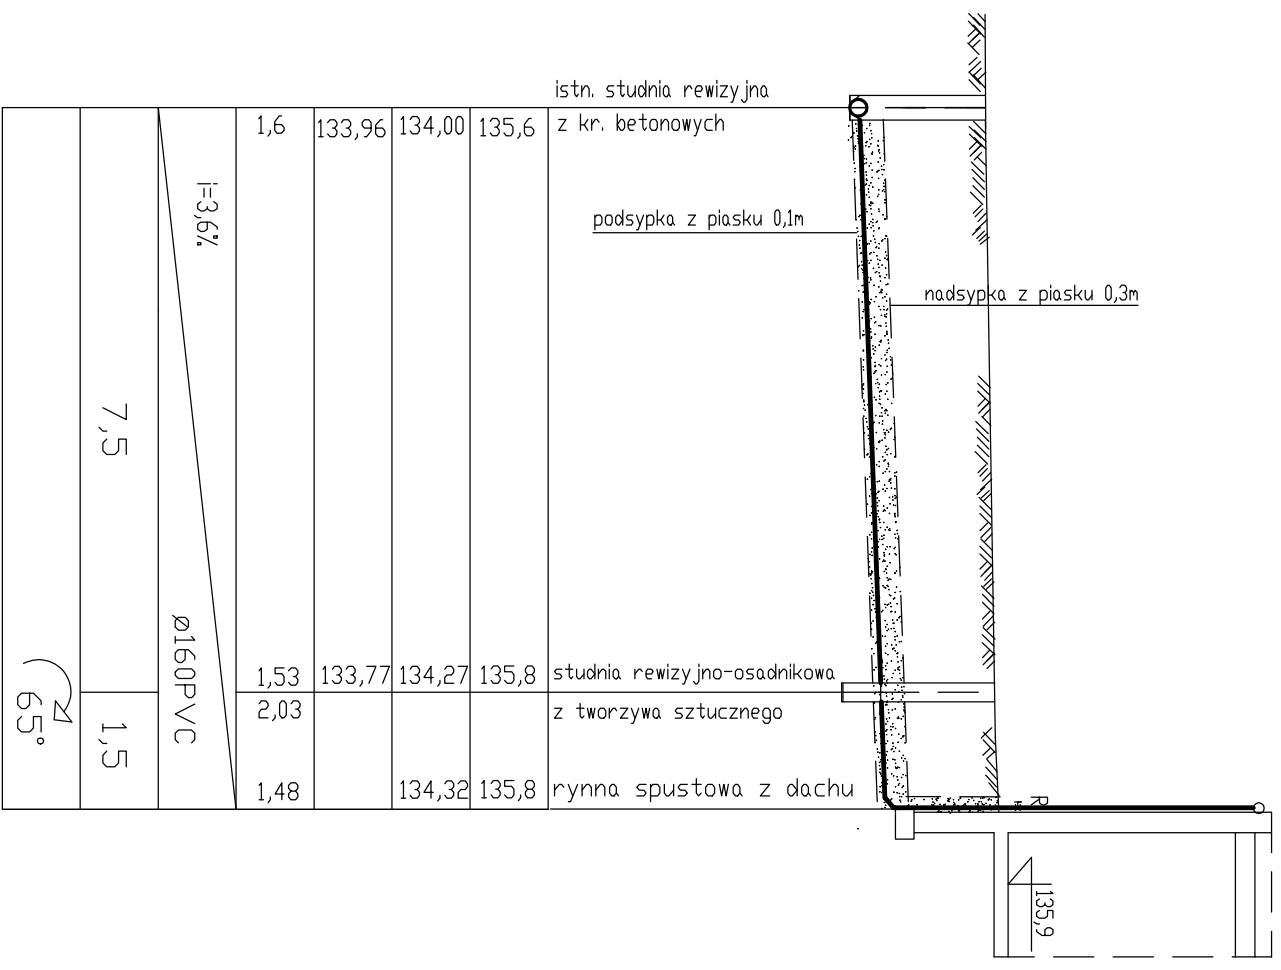 istn. studnia rewizyjna
1,6 133,96 134,00 135,6 z kr. betonowych
i=3,6%
podsypka z piasku 0,1m
nadsypka z piasku 0,3m
7,5
Ø160PVC
1,53 133,77 134,27 135,8 studnia rewizyjno-osadnikowa
2,03 z tworzywa sztucznego
65°
1,5
1,48 134,32 135,8 rynna spustowa z dachu
R
135,9